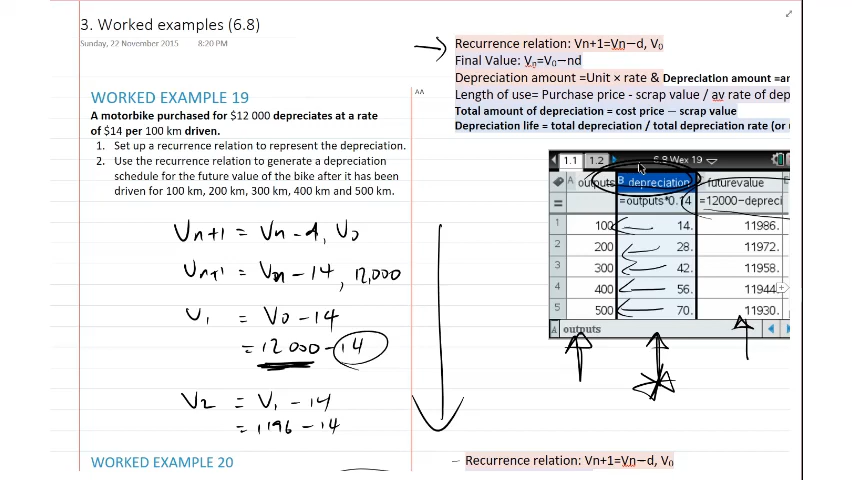 3. Worked examples (6.8)
Sunday, 22 November 2015 8:20 PM
Recurrence relation: Vn+1=Vn−d, V₀
Final Value: Vₙ=V₀−nd
Depreciation amount =Unit × rate & Depreciation amount =an
Length of use= Purchase price - scrap value / av rate of dep
Total amount of depreciation = cost price — scrap value
Depreciation life = total depreciation / total depreciation rate (or
WORKED EXAMPLE 19
A motorbike purchased for $12 000 depreciates at a rate
of $14 per 100 km driven.
1. Set up a recurrence relation to represent the depreciation.
2. Use the recurrence relation to generate a depreciation
schedule for the future value of the bike after it has been
driven for 100 km, 200 km, 300 km, 400 km and 500 km.
Vn+1 = Vn − d, V₀
Vn+1 = Vn − 14, 12,000
V₁ = V₀ − 14
= 12 000 − 14
V₂ = V₁ − 14
= 1196 − 14
1.1 1.2 6.8 Wex 19
A outputs B depreciation futurevalue
= =outputs*0.14 =12000−depreci
1 100 14. 11986.
2 200 28. 11972.
3 300 42. 11958.
4 400 56. 11944.
5 500 70. 11930.
A outputs
WORKED EXAMPLE 20
– Recurrence relation: Vn+1=Vn−d, V₀